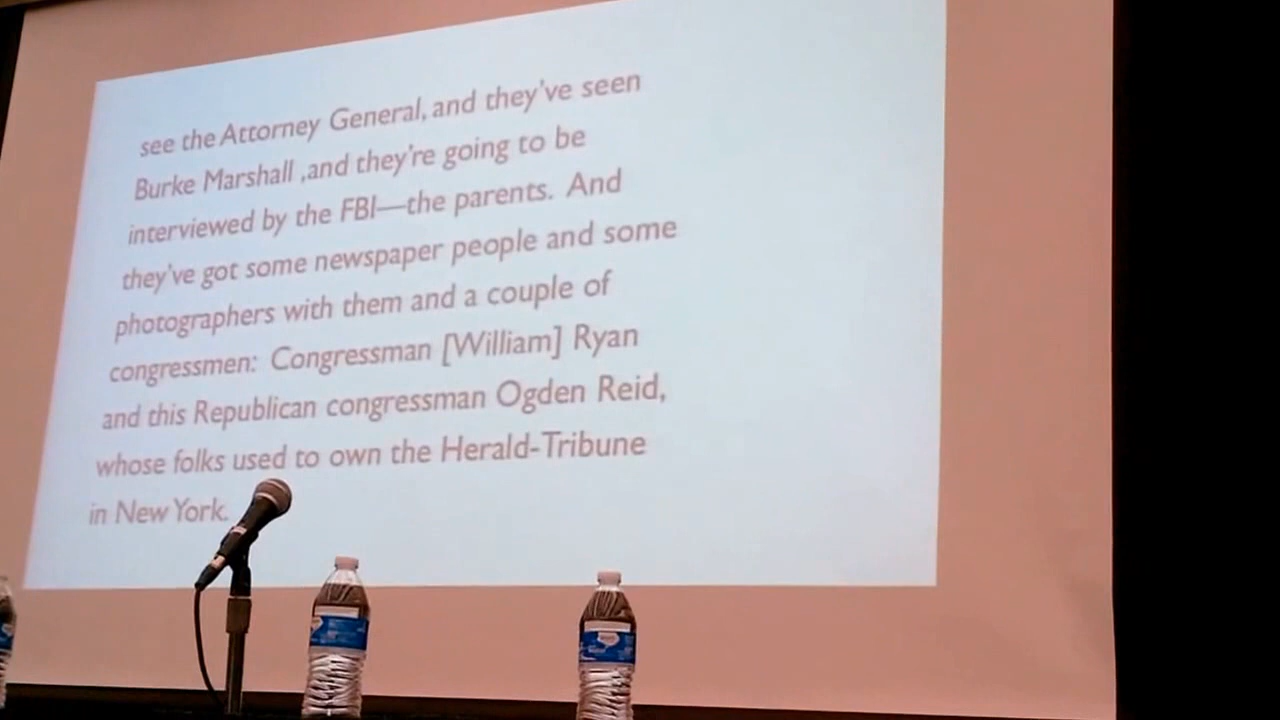 see the Attorney General, and they've seen
Burke Marshall ,and they're going to be
interviewed by the FBI—the parents. And
they've got some newspaper people and some
photographers with them and a couple of
congressmen: Congressman [William] Ryan
and this Republican congressman Ogden Reid,
whose folks used to own the Herald-Tribune
in New York.